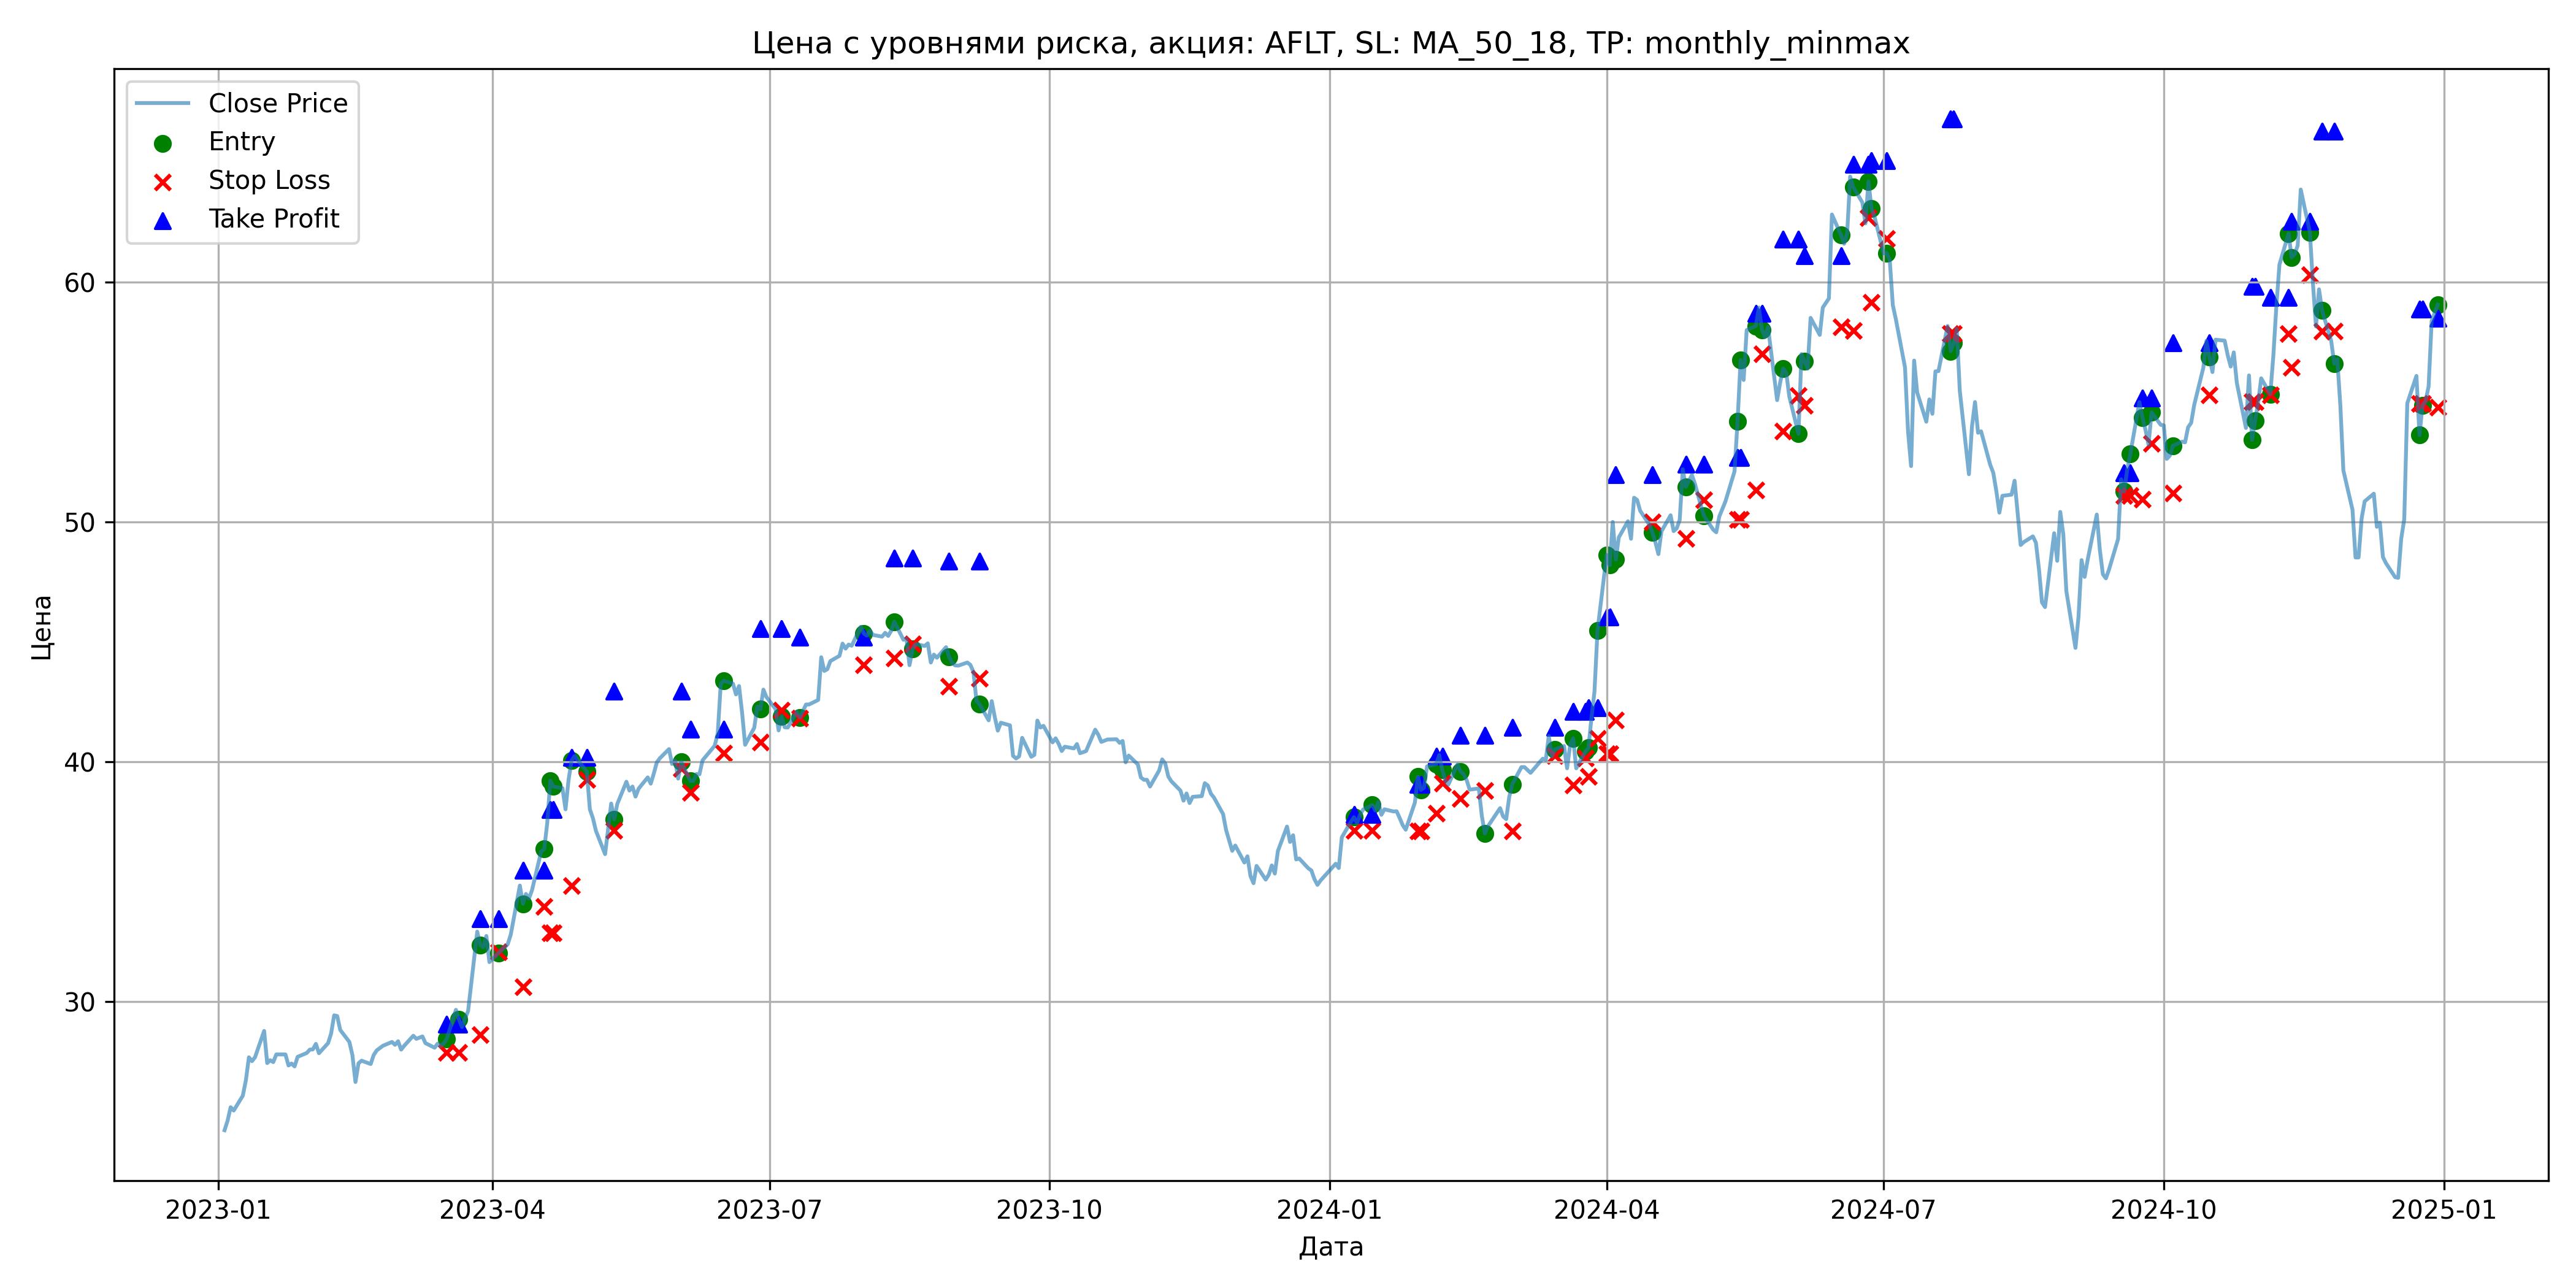 Цена с уровнями риска, акция: AFLT, SL: MA_50_18, TP: monthly_minmax
Close Price
Entry
Stop Loss
Take Profit
60
50
40
30
Цена
2023-01
2023-04
2023-07
2023-10
2024-01
2024-04
2024-07
2024-10
2025-01
Дата